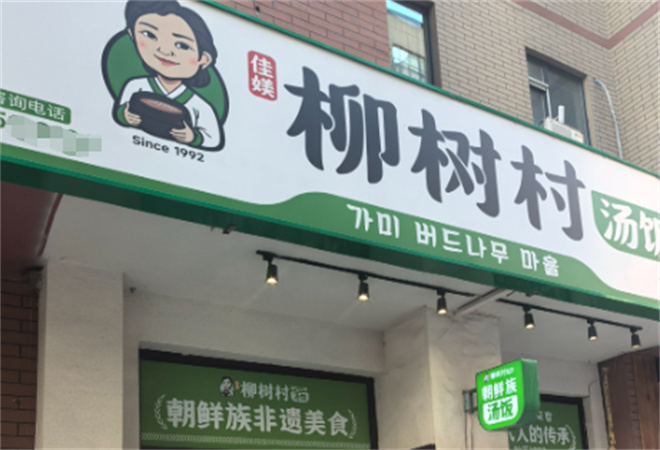 佳媄
柳树村
汤饭
咨询电话
Since 1992
가미 버드나무 마을
柳树村
朝鲜族非遗美食
朝鲜族
汤饭
人的传承